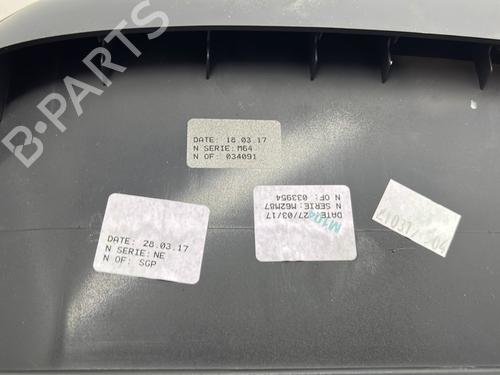 B-PARTS
DATE: 16.03.17
N SERIE: M64
N OF: 034091
DATE: 27/03/17
N SERIE: M62M87
N OF: 033954
DATE: 28.03.17
N SERIE: NE
N OF: SGP